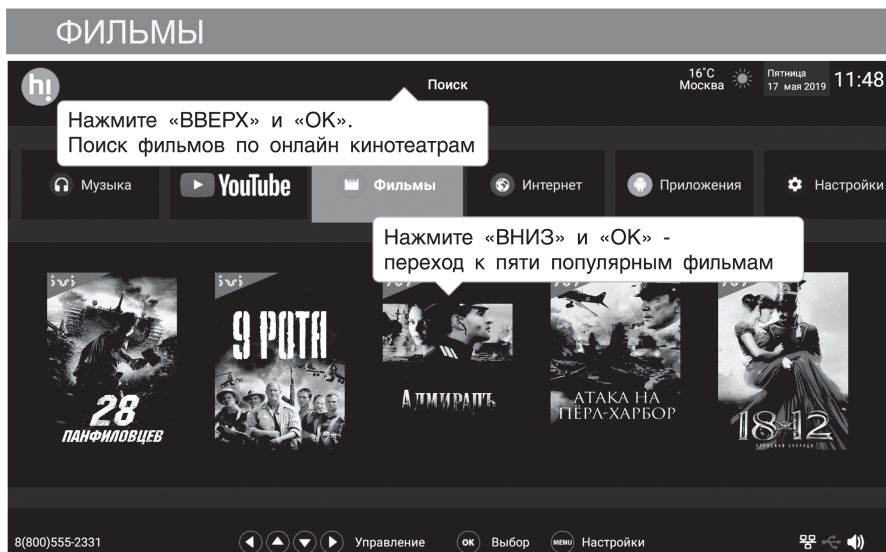 ФИЛЬМЫ
hi
Поиск
16°C
Москва
Пятница
17 мая 2019
11:48
Нажмите «ВВЕРХ» и «ОК».
Поиск фильмов по онлайн кинотеатрам
Музыка
YouTube
Фильмы
Интернет
Приложения
Настройки
Нажмите «ВНИЗ» и «ОК» -
переход к пяти популярным фильмам
ivi
ivi
28
ПАНФИЛОВЦЕВ
9 РОТА
АДМИРАЛЪ
АТАКА НА
ПЁРЛ-ХАРБОР
18-12
8(800)555-2331
Управление
OK
Выбор
MENU
Настройки